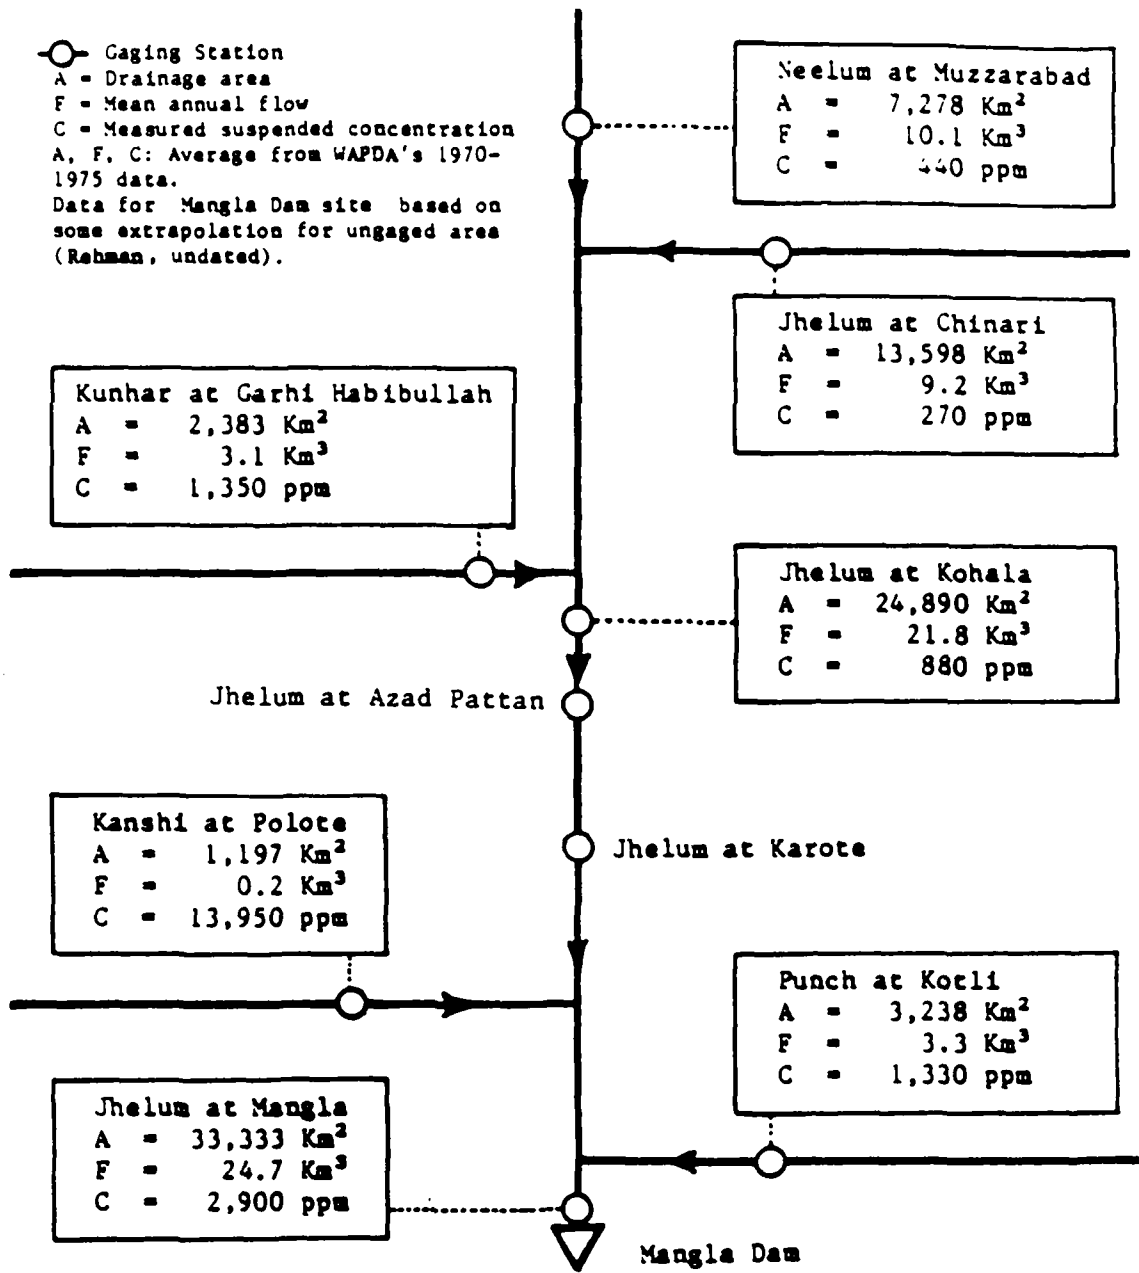 Gaging Station
A = Drainage area
F = Mean annual flow
C = Measured suspended concentration
A, F, C: Average from WAPDA's 1970-
1975 data.
Data for Mangla Dam site based on
some extrapolation for ungaged area
(Rehman, undated).
Neelum at Muzzarabad
A = 7,278 Km²
F = 10.1 Km³
C = 440 ppm
Jhelum at Chinari
A = 13,598 Km²
F = 9.2 Km³
C = 270 ppm
Kunhar at Garhi Habibullah
A = 2,383 Km²
F = 3.1 Km³
C = 1,350 ppm
Jhelum at Kohala
A = 24,890 Km²
F = 21.8 Km³
C = 880 ppm
Jhelum at Azad Pattan
Kanshi at Polote
A = 1,197 Km²
F = 0.2 Km³
C = 13,950 ppm
Jhelum at Karote
Punch at Kotli
A = 3,238 Km²
F = 3.3 Km³
C = 1,330 ppm
Jhelum at Mangla
A = 33,333 Km²
F = 24.7 Km³
C = 2,900 ppm
Mangla Dam